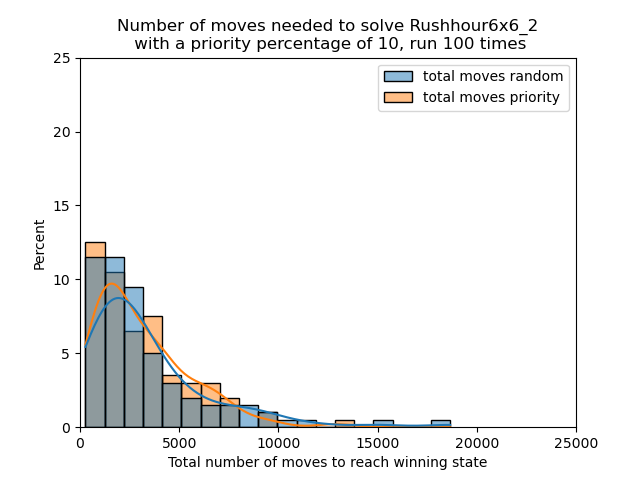 Number of moves needed to solve Rushhour6x6_2
with a priority percentage of 10, run 100 times
total moves random
total moves priority
25
20
15
10
5
0
Percent
0 5000 10000 15000 20000 25000
Total number of moves to reach winning state